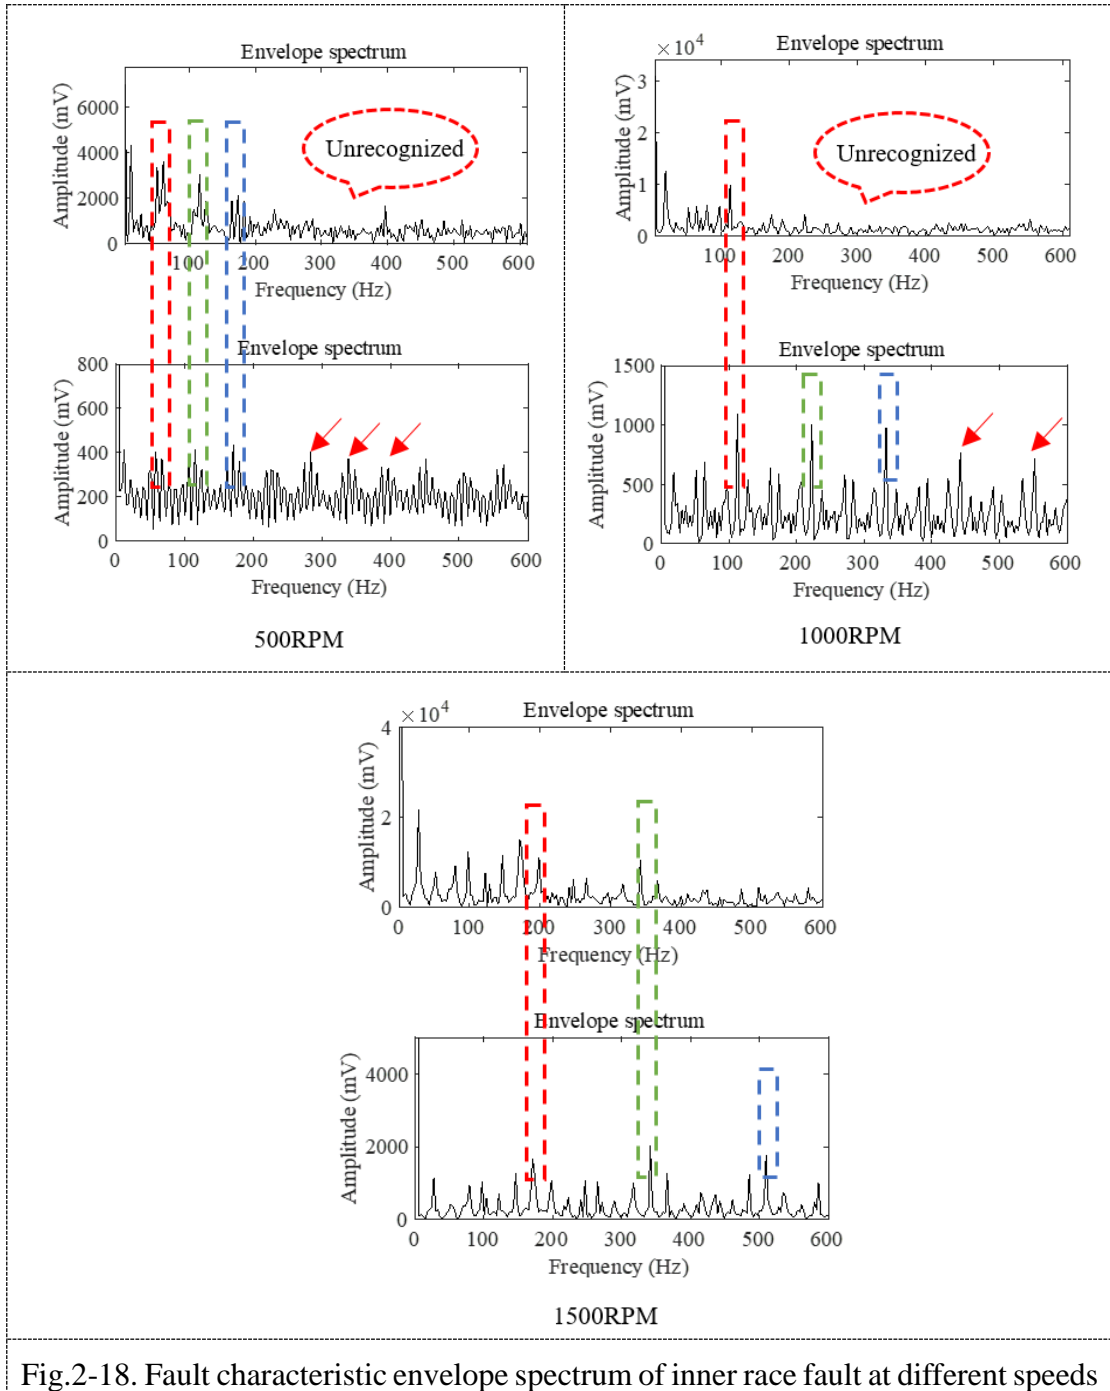 Envelope spectrum
Amplitude (mV)
6000
4000
2000
0
Unrecognized
100 200 300 400 500 600
Frequency (Hz)
Envelope spectrum
Amplitude (mV)
800
600
400
200
0
0 100 200 300 400 500 600
Frequency (Hz)
500RPM
×10^4
Envelope spectrum
Amplitude (mV)
3
2
1
0
Unrecognized
100 200 300 400 500 600
Frequency (Hz)
Envelope spectrum
Amplitude (mV)
1500
1000
500
0
0 100 200 300 400 500 600
Frequency (Hz)
1000RPM
×10^4
Envelope spectrum
Amplitude (mV)
4
2
0
0 100 200 300 400 500 600
Frequency (Hz)
Envelope spectrum
Amplitude (mV)
4000
2000
0
0 100 200 300 400 500 600
Frequency (Hz)
1500RPM
Fig.2-18. Fault characteristic envelope spectrum of inner race fault at different speeds